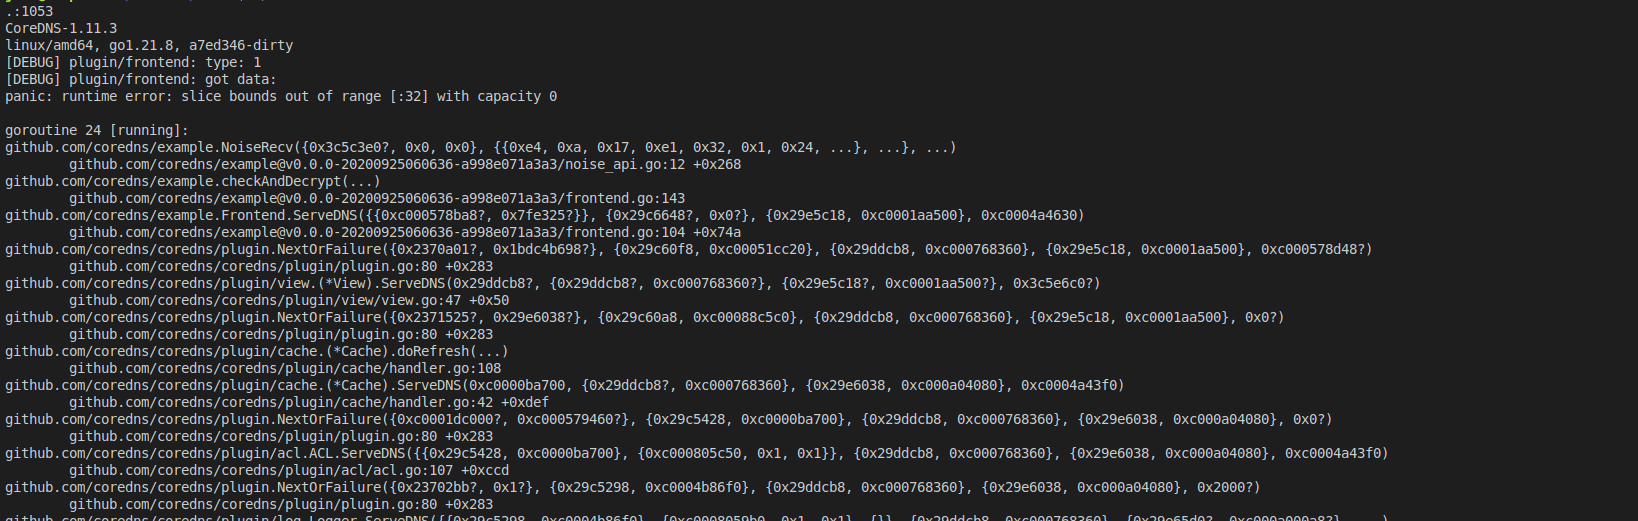 .:1053
CoreDNS-1.11.3
linux/amd64, go1.21.8, a7ed346-dirty
[DEBUG] plugin/frontend: type: 1
[DEBUG] plugin/frontend: got data:
panic: runtime error: slice bounds out of range [:32] with capacity 0

goroutine 24 [running]:
github.com/coredns/example.NoiseRecv({0x3c5c3e0?, 0x0, 0x0}, {{0xe4, 0xa, 0x17, 0xe1, 0x32, 0x1, 0x24, ...}, ...}, ...)
        github.com/coredns/example@v0.0.0-20200925060636-a998e071a3a3/noise_api.go:12 +0x268
github.com/coredns/example.checkAndDecrypt(...)
        github.com/coredns/example@v0.0.0-20200925060636-a998e071a3a3/frontend.go:143
github.com/coredns/example.Frontend.ServeDNS({{0xc000578ba8?, 0x7fe325?}}, {0x29c6648?, 0x0?}, {0x29e5c18, 0xc0001aa500}, 0xc0004a4630)
        github.com/coredns/example@v0.0.0-20200925060636-a998e071a3a3/frontend.go:104 +0x74a
github.com/coredns/coredns/plugin.NextOrFailure({0x2370a01?, 0x1bdc4b698?}, {0x29c60f8, 0xc00051cc20}, {0x29ddcb8, 0xc000768360}, {0x29e5c18, 0xc0001aa500}, 0xc000578d48?)
        github.com/coredns/coredns/plugin/plugin.go:80 +0x283
github.com/coredns/coredns/plugin/view.(*View).ServeDNS(0x29ddcb8?, {0x29ddcb8?, 0xc000768360?}, {0x29e5c18?, 0xc0001aa500?}, 0x3c5e6c0?)
        github.com/coredns/coredns/plugin/view/view.go:47 +0x50
github.com/coredns/coredns/plugin.NextOrFailure({0x2371525?, 0x29e6038?}, {0x29c60a8, 0xc00088c5c0}, {0x29ddcb8, 0xc000768360}, {0x29e5c18, 0xc0001aa500}, 0x0?)
        github.com/coredns/coredns/plugin/plugin.go:80 +0x283
github.com/coredns/coredns/plugin/cache.(*Cache).doRefresh(...)
        github.com/coredns/coredns/plugin/cache/handler.go:108
github.com/coredns/coredns/plugin/cache.(*Cache).ServeDNS(0xc0000ba700, {0x29ddcb8?, 0xc000768360}, {0x29e6038, 0xc000a04080}, 0xc0004a43f0)
        github.com/coredns/coredns/plugin/cache/handler.go:42 +0xdef
github.com/coredns/coredns/plugin.NextOrFailure({0xc0001dc000?, 0xc000579460?}, {0x29c5428, 0xc0000ba700}, {0x29ddcb8, 0xc000768360}, {0x29e6038, 0xc000a04080}, 0x0?)
        github.com/coredns/coredns/plugin/plugin.go:80 +0x283
github.com/coredns/coredns/plugin/acl.ACL.ServeDNS({{0x29c5428, 0xc0000ba700}, {0xc000805c50, 0x1, 0x1}}, {0x29ddcb8, 0xc000768360}, {0x29e6038, 0xc000a04080}, 0xc0004a43f0)
        github.com/coredns/coredns/plugin/acl/acl.go:107 +0xccd
github.com/coredns/coredns/plugin.NextOrFailure({0x23702bb?, 0x1?}, {0x29c5298, 0xc0004b86f0}, {0x29ddcb8, 0xc000768360}, {0x29e6038, 0xc000a04080}, 0x2000?)
        github.com/coredns/coredns/plugin/plugin.go:80 +0x283